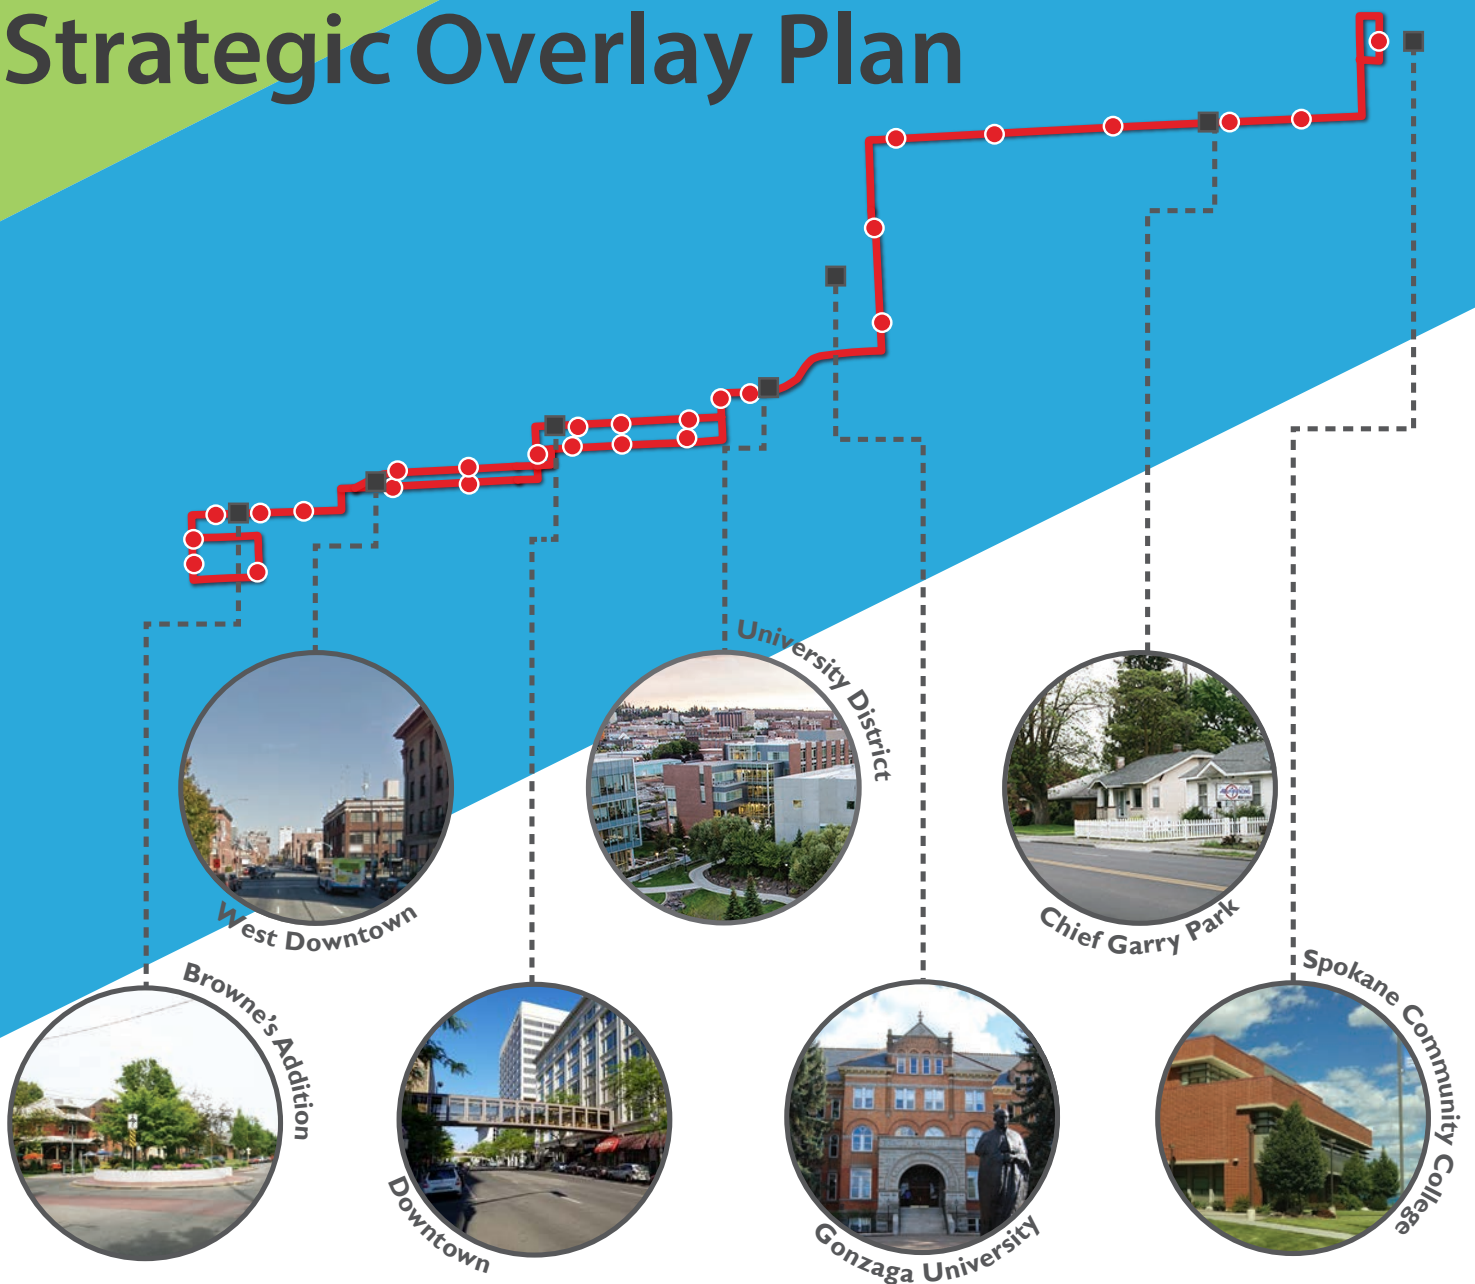 Strategic Overlay Plan
University District
West Downtown
Chief Garry Park
Browne's Addition
Spokane Community College
Downtown
Gonzaga University